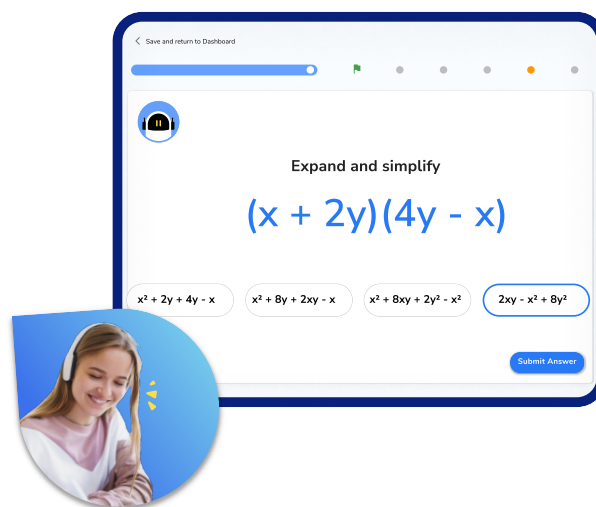 Save and return to Dashboard
Expand and simplify
(x + 2y)(4y - x)
x² + 2y + 4y - x
x² + 8y + 2xy - x
x² + 8xy + 2y² - x²
2xy - x² + 8y²
Submit Answer